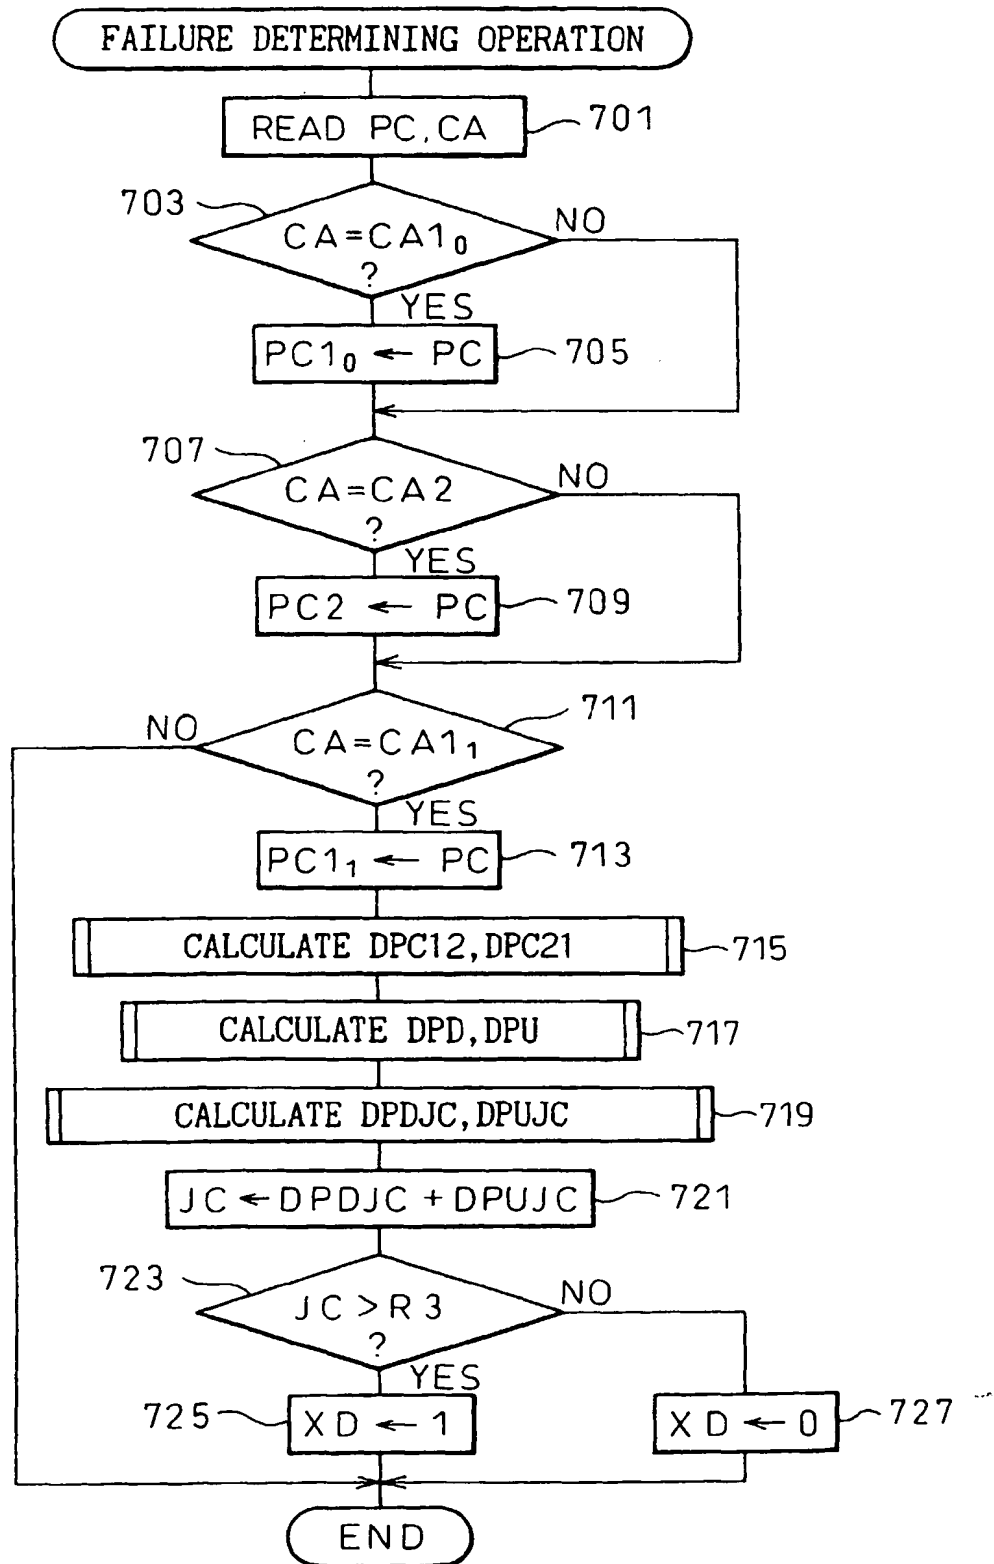 FAILURE DETERMINING OPERATION
READ PC, CA
701
703
CA=CA1₀
?
NO
YES
PC1₀ ← PC
705
707
CA=CA2
?
NO
YES
PC2 ← PC
709
711
NO
CA=CA1₁
?
YES
PC1₁ ← PC
713
CALCULATE DPC12, DPC21
715
CALCULATE DPD, DPU
717
CALCULATE DPDJC, DPUJC
719
JC ← DPDJC + DPUJC
721
723
JC > R3
?
NO
YES
725
XD ← 1
XD ← 0
727
END